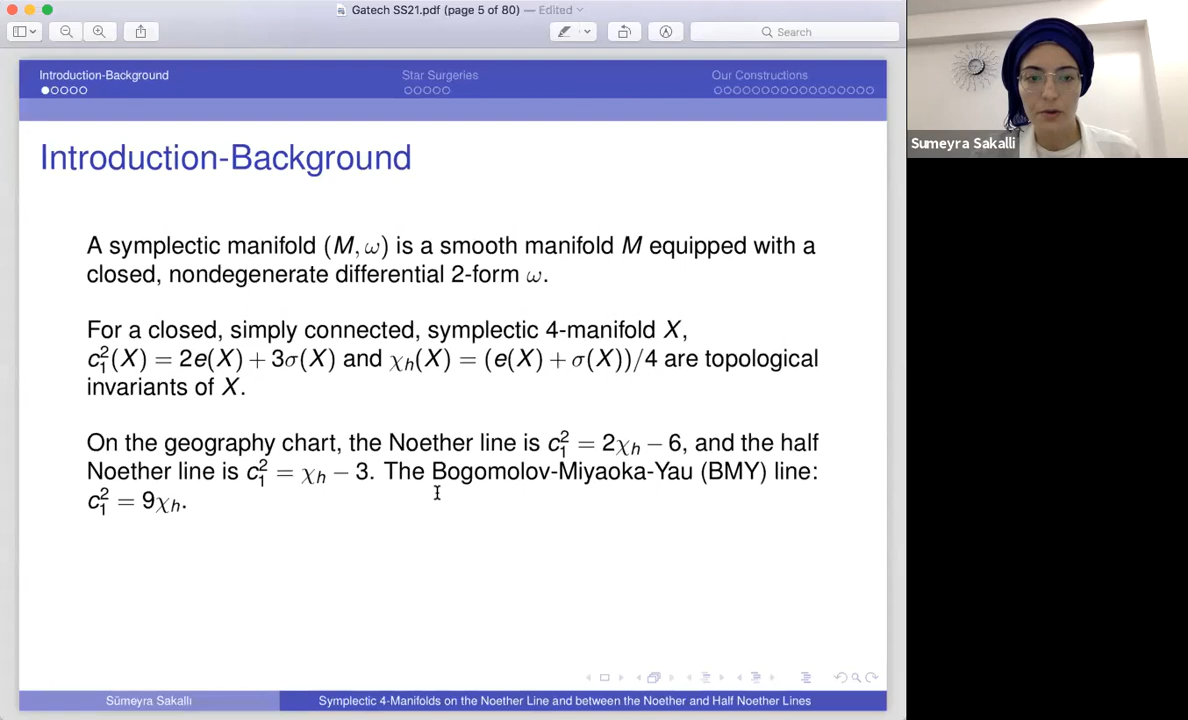 Gatech SS21.pdf (page 5 of 80) — Edited
Search
Introduction-Background Star Surgeries Our Constructions
Introduction-Background
A symplectic manifold (M, ω) is a smooth manifold M equipped with a
closed, nondegenerate differential 2-form ω.
For a closed, simply connected, symplectic 4-manifold X,
c₁²(X) = 2e(X) + 3σ(X) and χₕ(X) = (e(X) + σ(X))/4 are topological
invariants of X.
On the geography chart, the Noether line is c₁² = 2χₕ − 6, and the half
Noether line is c₁² = χₕ − 3. The Bogomolov-Miyaoka-Yau (BMY) line:
c₁² = 9χₕ.
Sümeyra Sakallı Symplectic 4-Manifolds on the Noether Line and between the Noether and Half Noether Lines
Sumeyra Sakalli